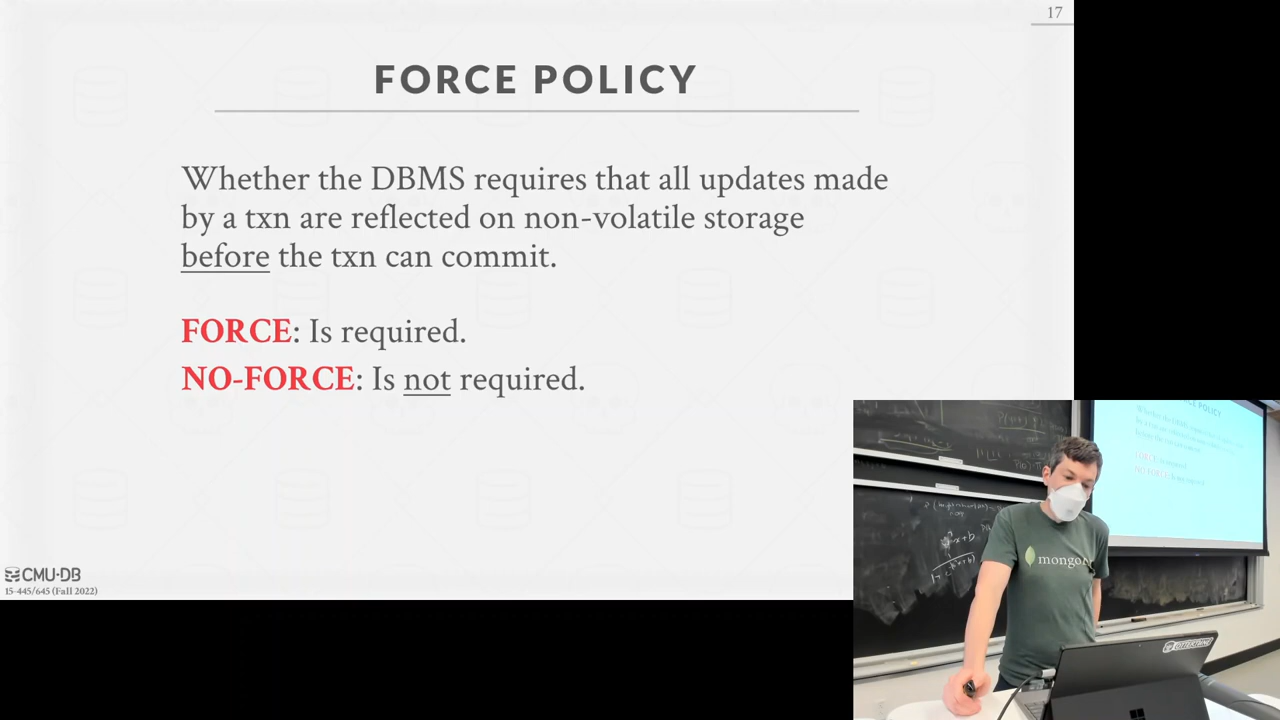 17
FORCE POLICY
Whether the DBMS requires that all updates made
by a txn are reflected on non-volatile storage
before the txn can commit.
FORCE: Is required.
NO-FORCE: Is not required.
CMU·DB
15-445/645 (Fall 2022)
mongo